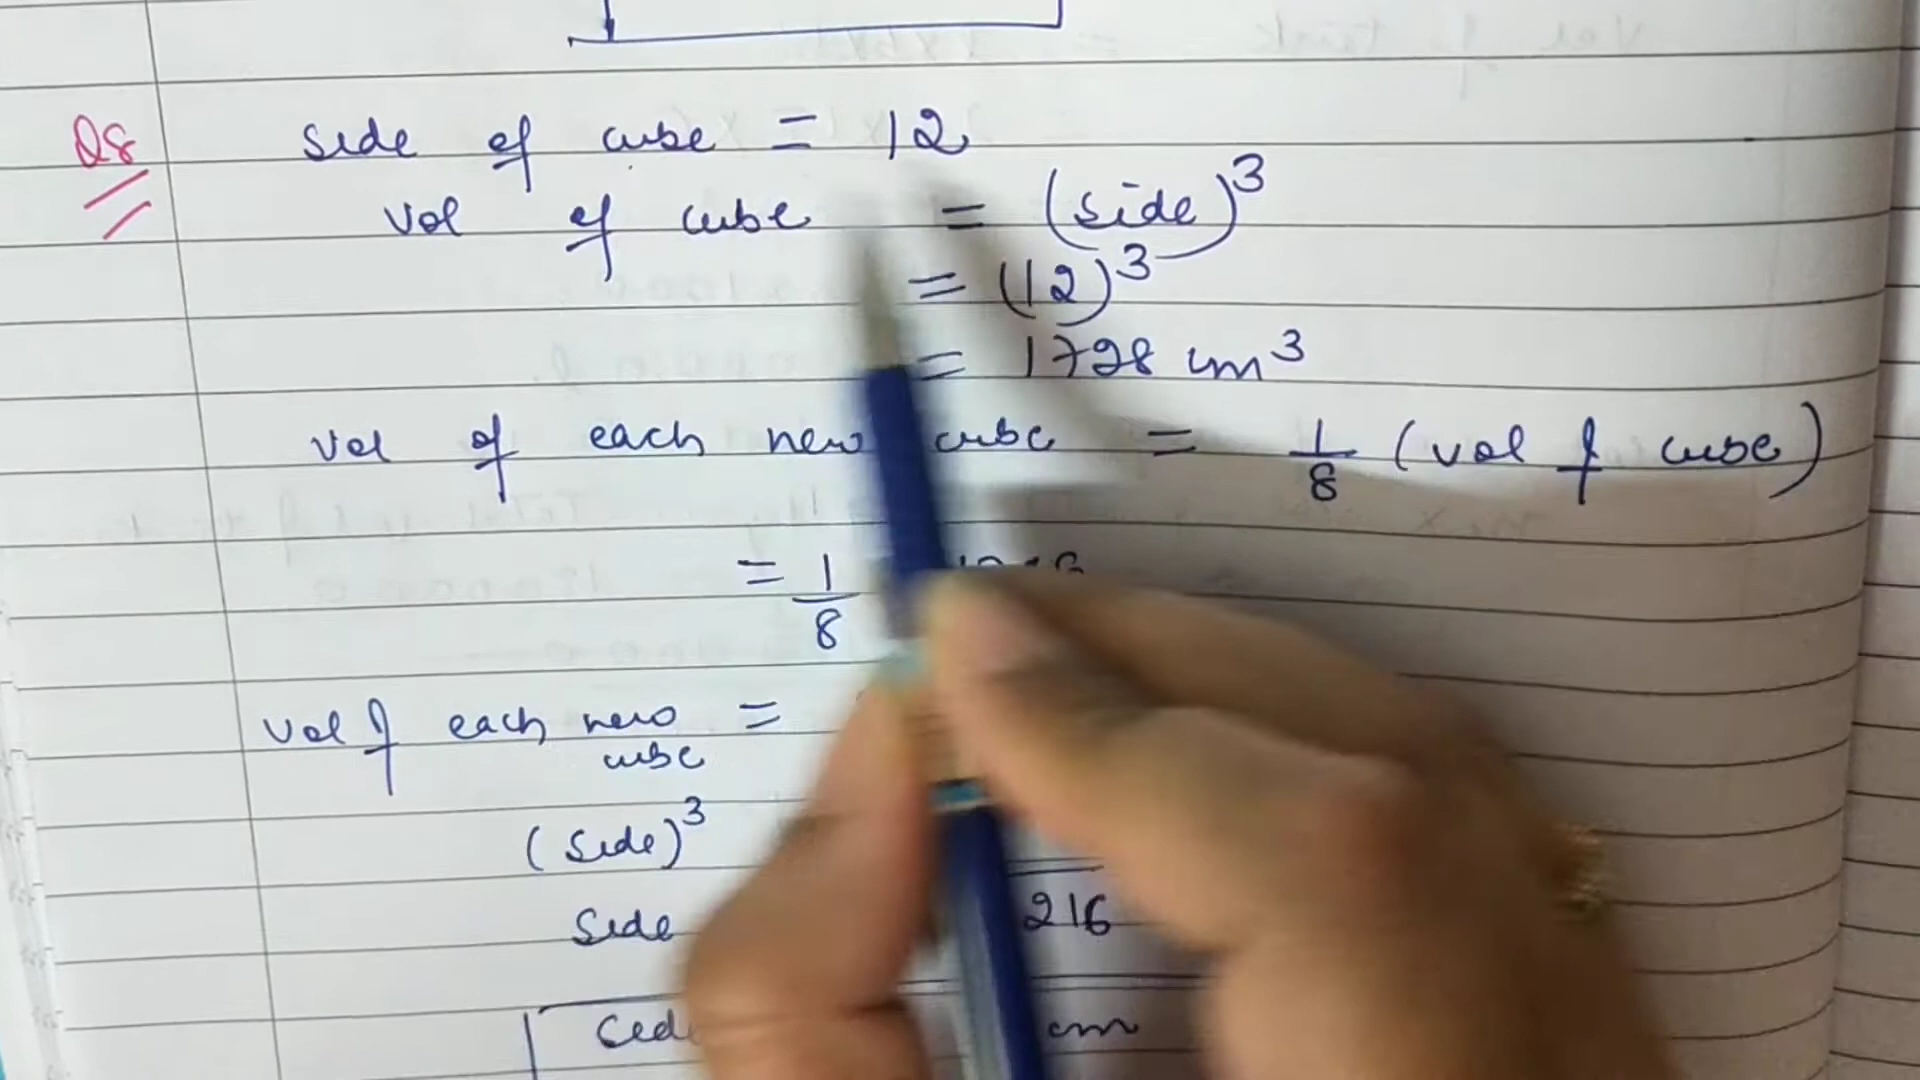 Q8 side of cube = 12
Vol of cube = (side)³
= (12)³
= 1728 cm³
Vol of each new cube = 1/8 (vol of cube)
= 1/8
Vol of each new cube =
(side)³
Side 216
cm